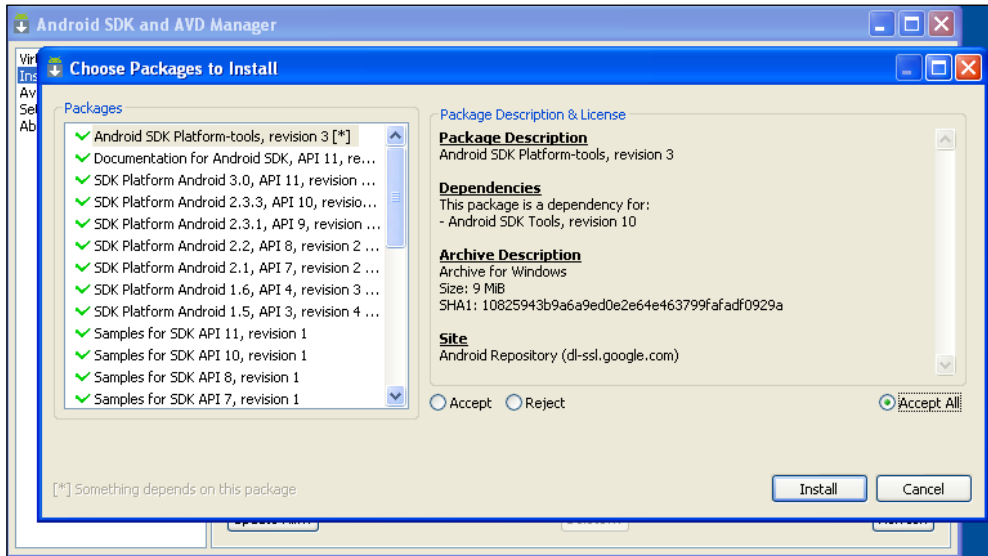 Android SDK and AVD Manager
Choose Packages to Install
Packages
Android SDK Platform-tools, revision 3 [*]
Documentation for Android SDK, API 11, re...
SDK Platform Android 3.0, API 11, revision ...
SDK Platform Android 2.3.3, API 10, revisio...
SDK Platform Android 2.3.1, API 9, revision ...
SDK Platform Android 2.2, API 8, revision 2 ...
SDK Platform Android 2.1, API 7, revision 2 ...
SDK Platform Android 1.6, API 4, revision 3 ...
SDK Platform Android 1.5, API 3, revision 4 ...
Samples for SDK API 11, revision 1
Samples for SDK API 10, revision 1
Samples for SDK API 8, revision 1
Samples for SDK API 7, revision 1
Package Description & License
Package Description
Android SDK Platform-tools, revision 3
Dependencies
This package is a dependency for:
- Android SDK Tools, revision 10
Archive Description
Archive for Windows
Size: 9 MiB
SHA1: 10825943b9a6a9ed0e2e64e463799fafadf0929a
Site
Android Repository (dl-ssl.google.com)
Accept Reject Accept All
[*] Something depends on this package
Install Cancel